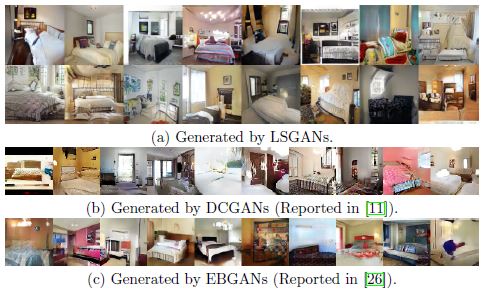 (a) Generated by LSGANs.
(b) Generated by DCGANs (Reported in [11]).
(c) Generated by EBGANs (Reported in [26]).